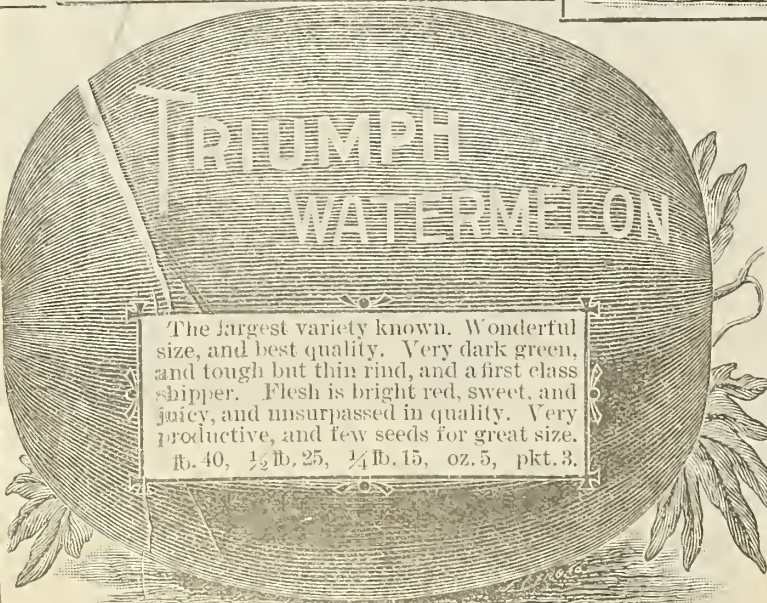 TRIUMPH
WATERMELON
The largest variety known. Wonderful
size, and best quality. Very dark green,
and tough but thin rind, and a first class
shipper. Flesh is bright red, sweet, and
juicy, and unsurpassed in quality. Very
productive, and few seeds for great size.
lb. 40, ½ lb. 25, ¼ lb. 15, oz. 5, pkt. 3.